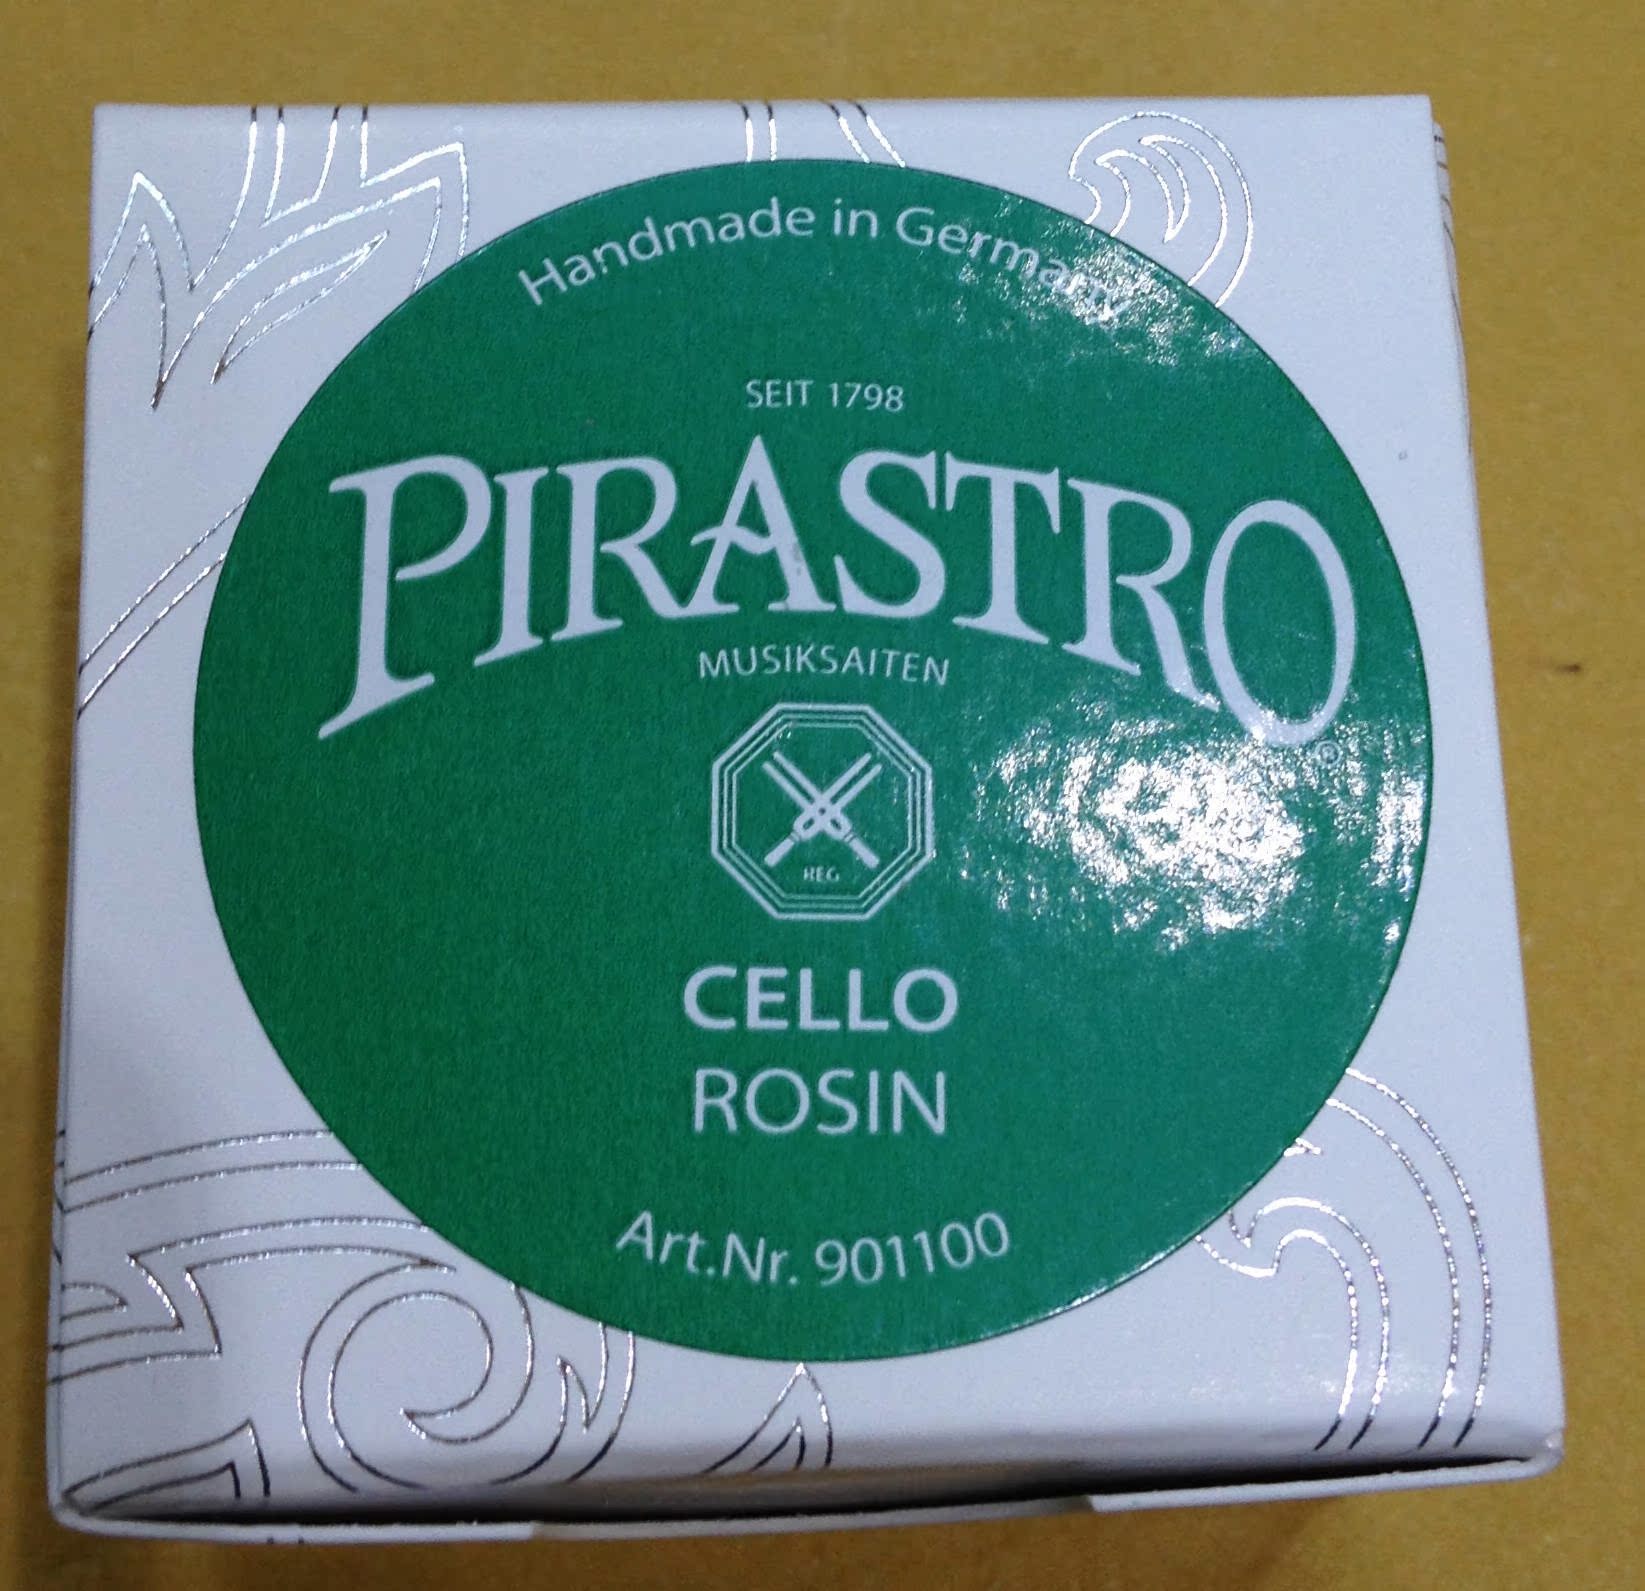 Handmade in Germany
SEIT 1798
PIRASTRO
®
MUSIKSAITEN
REG
CELLO
ROSIN
Art.Nr. 901100